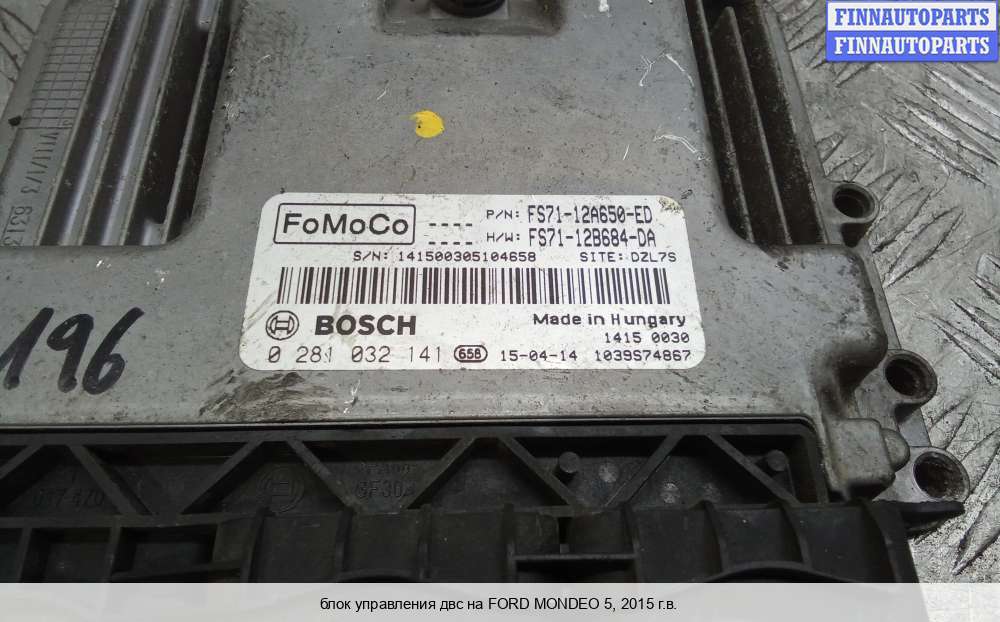 FINNAUTOPARTS
FINNAUTOPARTS
FoMoCo
P/N: FS71-12A650-ED
H/W: FS71-12B684-DA
S/N: 141500305104658 SITE: DZL7S
BOSCH
Made in Hungary
1415 0030
0 281 032 141 658 15-04-14 1039S74867
196
GF30
блок управления двс на FORD MONDEO 5, 2015 г.в.